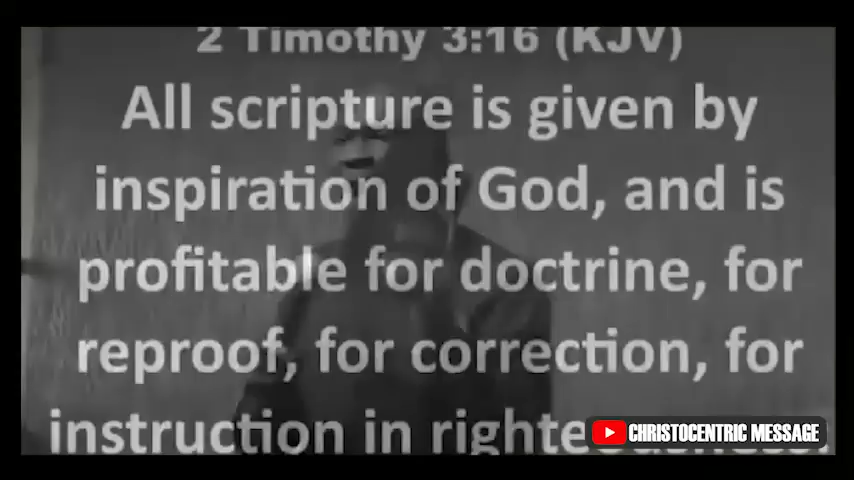 2 Timothy 3:16 (KJV)
All scripture is given by
inspiration of God, and is
profitable for doctrine, for
reproof, for correction, for
instruction in righteousness:
CHRISTOCENTRIC MESSAGE